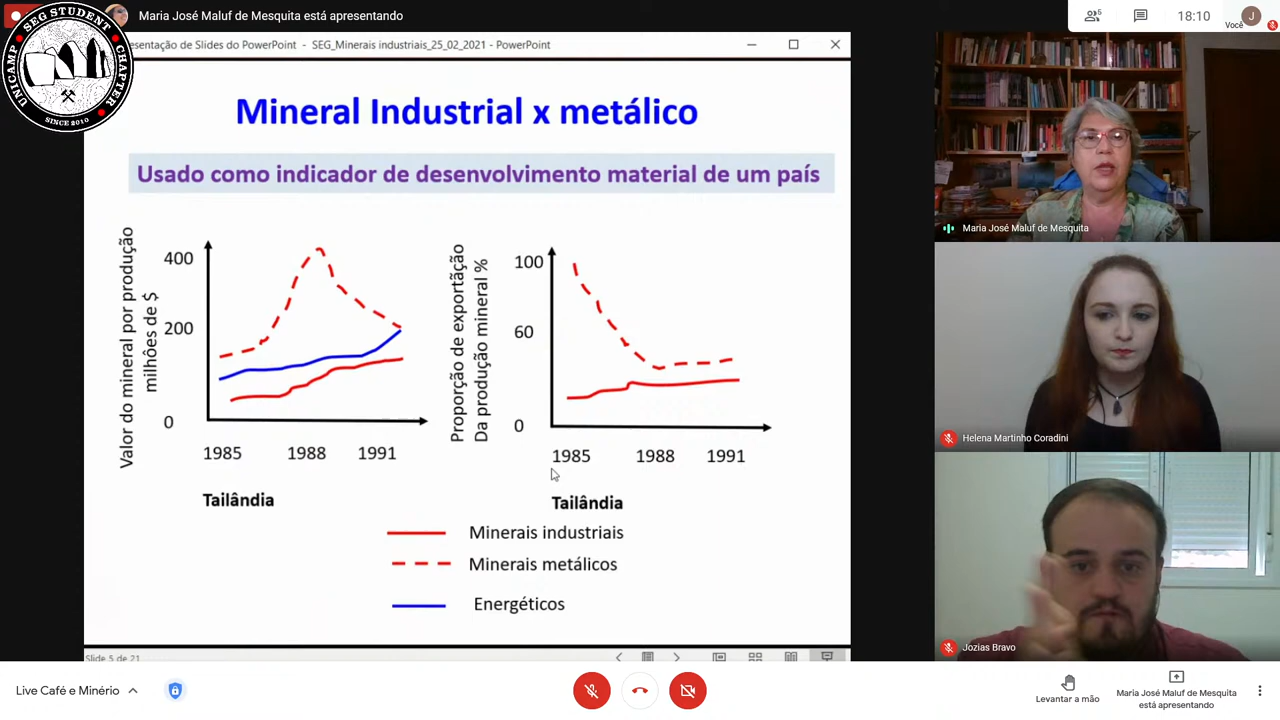 Maria José Maluf de Mesquita está apresentando
5
18:10
J
Você
SEG STUDENT CHAPTER
UNICAMP
SINCE 2010
esentação de Slides do PowerPoint - SEG_Minerais industriais_25_02_2021 - PowerPoint
Mineral Industrial x metálico
Usado como indicador de desenvolvimento material de um país
Valor do mineral por produção
milhões de $
400
200
0
1985 1988 1991
Tailândia
Proporção de exportãção
Da produção mineral %
100
60
0
1985 1988 1991
Tailândia
Minerais industriais
Minerais metálicos
Energéticos
Slide 5 de 21
Maria José Maluf de Mesquita
Helena Martinho Coradini
Jozias Bravo
Live Café e Minério
Levantar a mão
Maria José Maluf de Mesquita
está apresentando